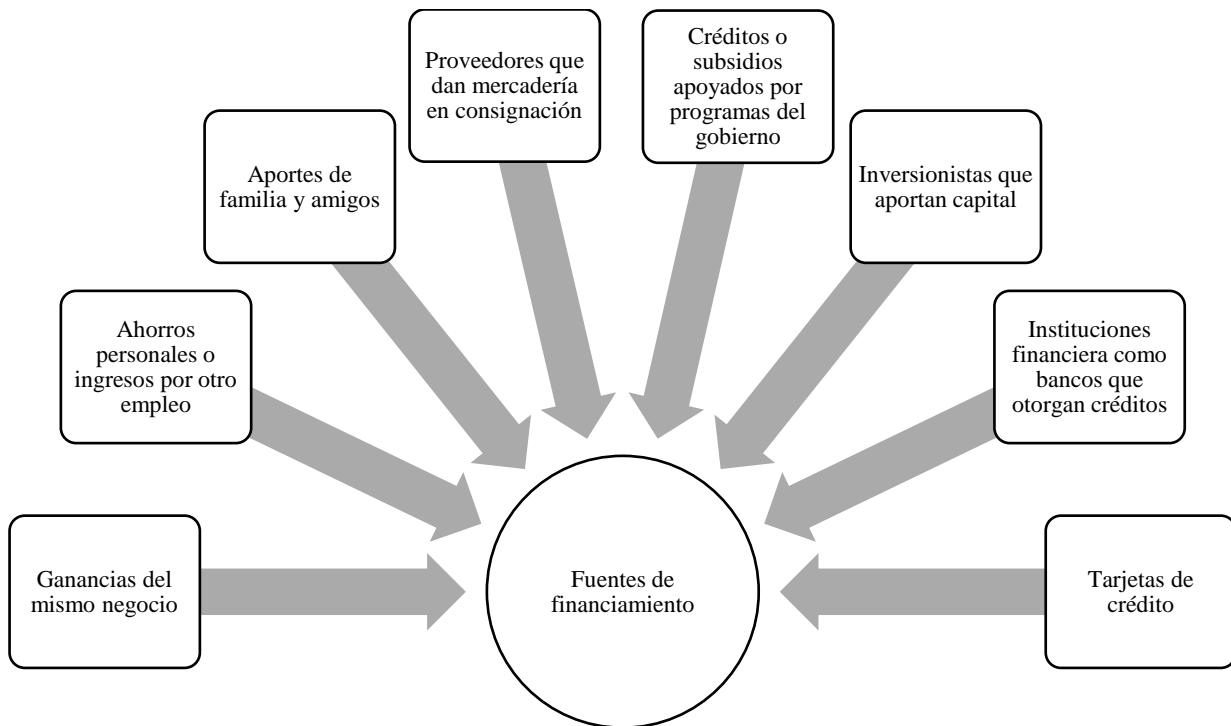 Proveedores que
dan mercadería
en consignación
Créditos o
subsidios
apoyados por
programas del
gobierno
Aportes de
familia y amigos
Inversionistas que
aportan capital
Ahorros
personales o
ingresos por otro
empleo
Instituciones
financiera como
bancos que
otorgan créditos
Ganancias del
mismo negocio
Fuentes de
financiamiento
Tarjetas de
crédito